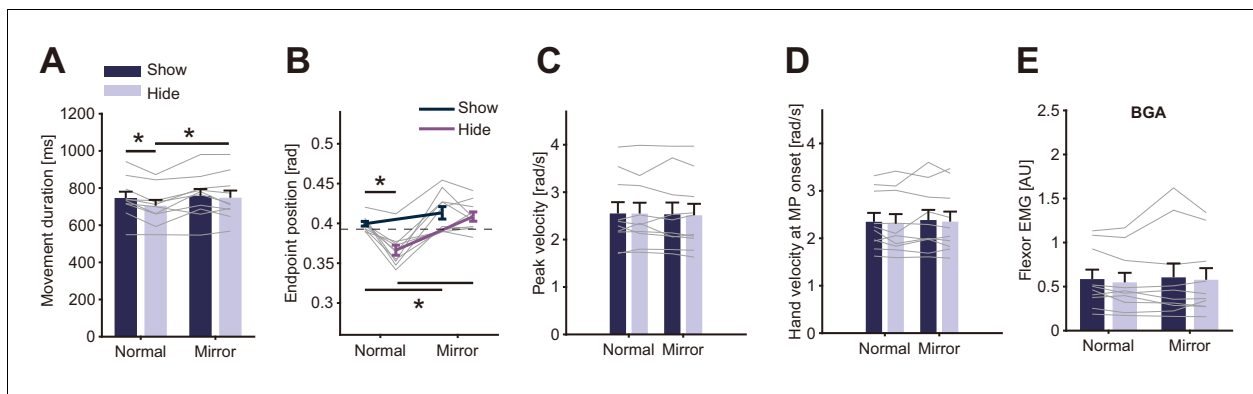 A
Show
Hide
Movement duration [ms]
1200
1000
800
600
400
200
0
*
*
Normal
Mirror
B
Show
Hide
Endpoint position [rad]
0.5
0.45
0.4
0.35
0.3
*
*
Normal
Mirror
C
Peak velocity [rad/s]
4
3
2
1
0
Normal
Mirror
D
Hand velocity at MP onset [rad/s]
4
3
2
1
0
Normal
Mirror
E
BGA
Flexor EMG [AU]
2.5
2
1.5
1
0.5
0
Normal
Mirror